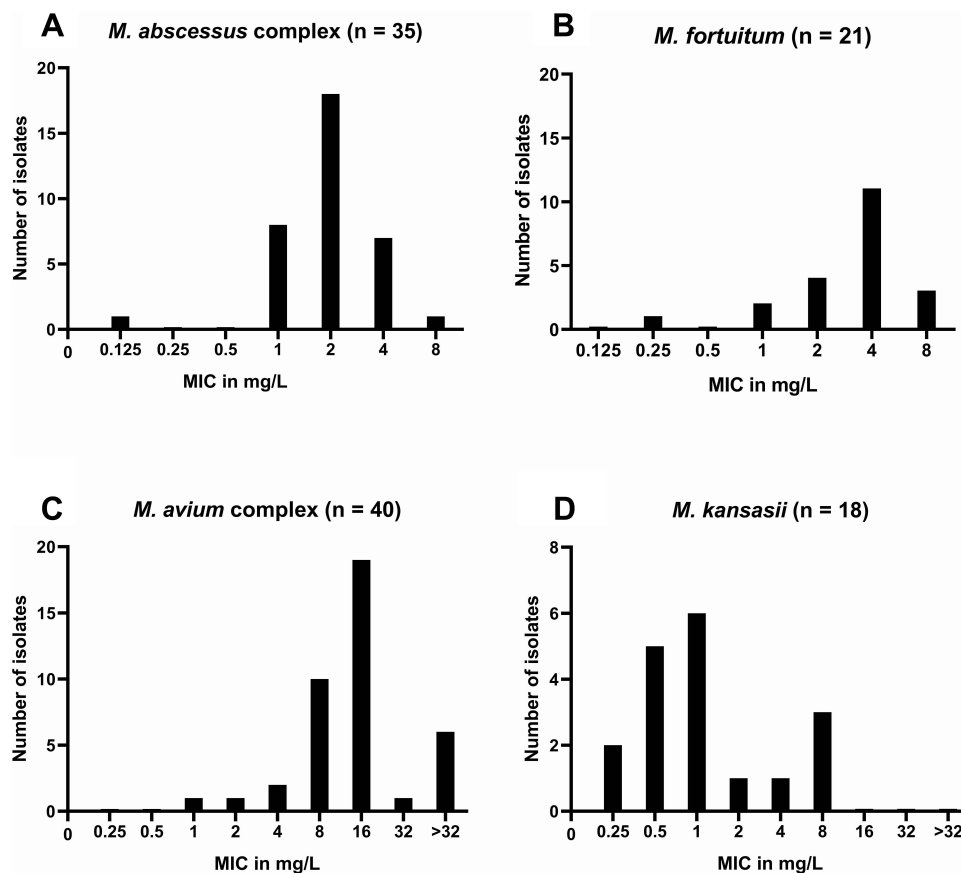 A
M. abscessus complex (n = 35)
Number of isolates
20
15
10
5
0
0 0.125 0.25 0.5 1 2 4 8
MIC in mg/L
B
M. fortuitum (n = 21)
Number of isolates
20
15
10
5
0
0.125 0.25 0.5 1 2 4 8
MIC in mg/L
C
M. avium complex (n = 40)
Number of isolates
20
15
10
5
0
0 0.25 0.5 1 2 4 8 16 32 >32
MIC in mg/L
D
M. kansasii (n = 18)
Number of isolates
8
6
4
2
0
0 0.25 0.5 1 2 4 8 16 32 >32
MIC in mg/L